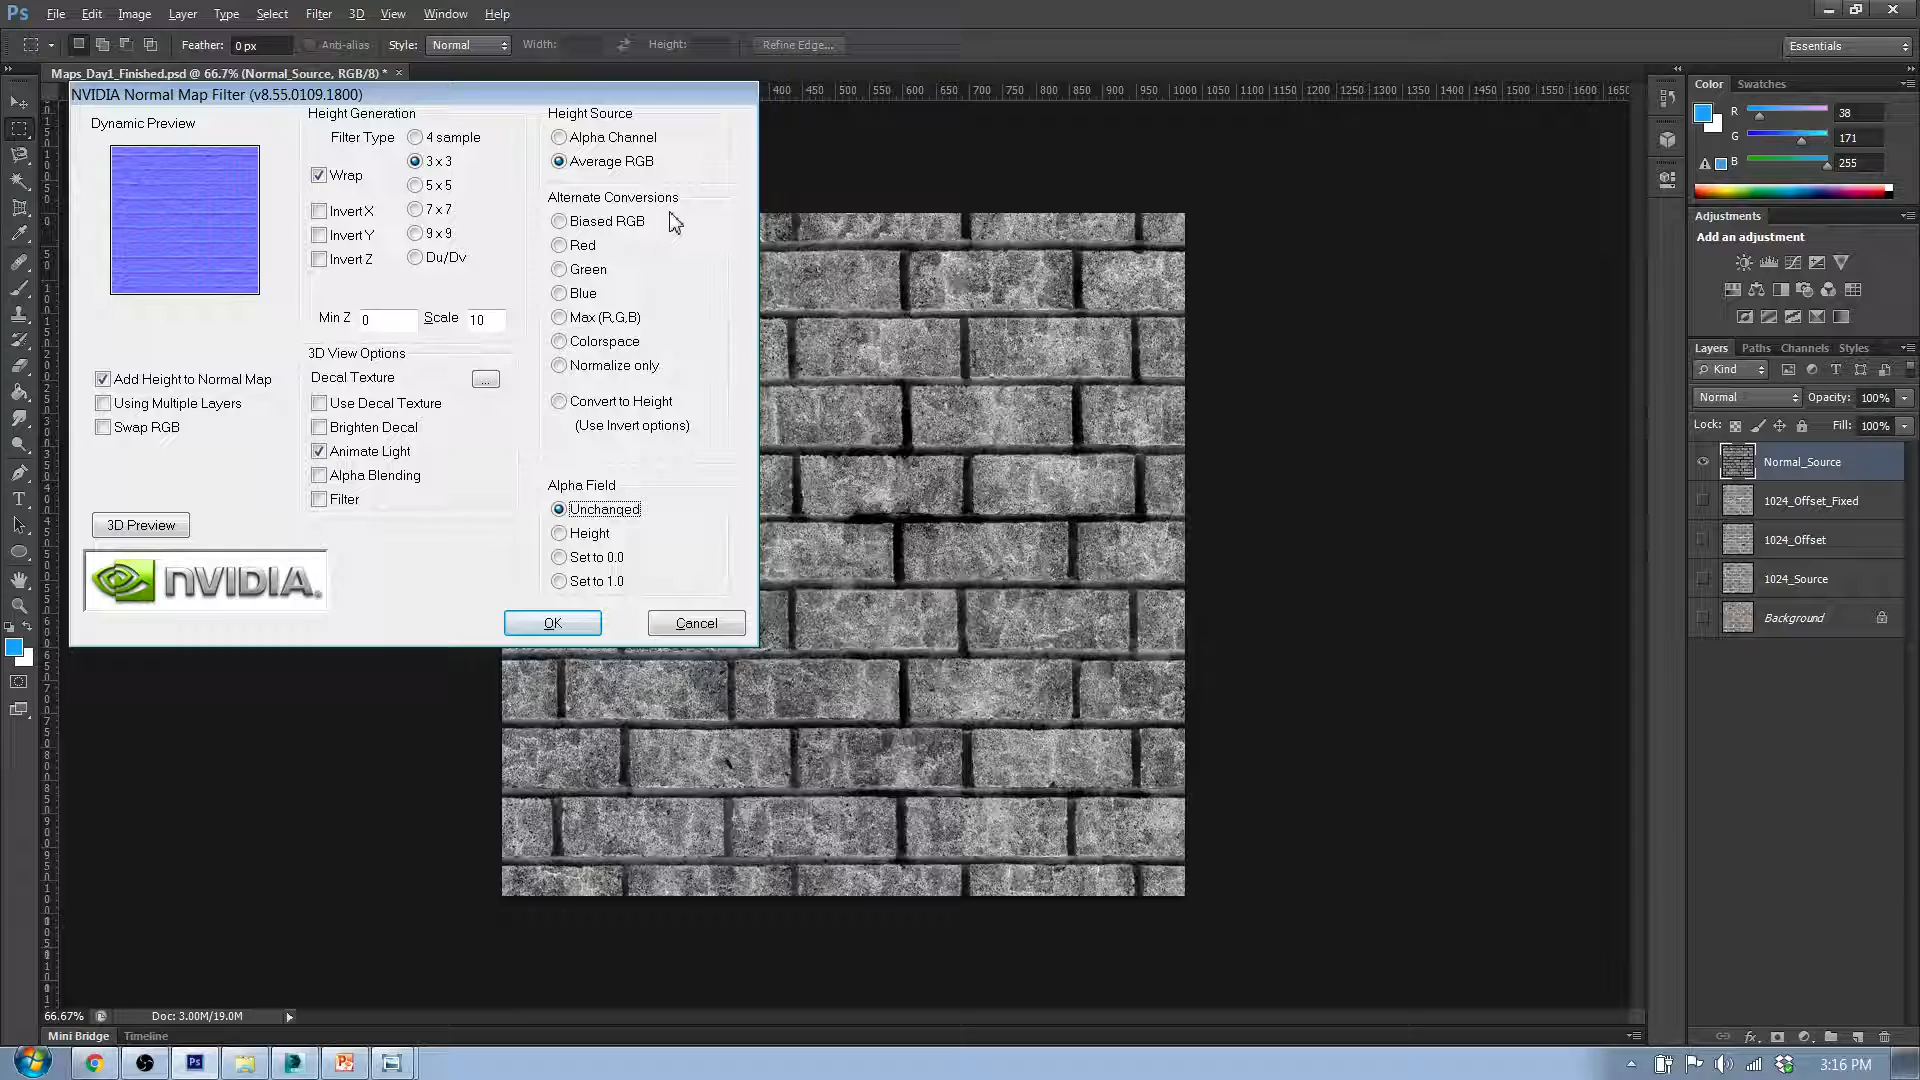 Ps File Edit Image Layer Type Select Filter 3D View Window Help
Feather: 0 px Anti-alias Style: Normal Width: Height: Refine Edge... Essentials
Maps_Day1_Finished.psd @ 66.7% (Normal_Source, RGB/8) * ×
400 450 500 550 600 650 700 750 800 850 900 950 1000 1050 1100 1150 1200 1250 1300 1350 1400 1450 1500 1550 1600 1650
NVIDIA Normal Map Filter (v8.55.0109.1800)
Dynamic Preview
Add Height to Normal Map
Using Multiple Layers
Swap RGB
3D Preview
nVIDIA.
Height Generation
Filter Type
4 sample
3 x 3
5 x 5
7 x 7
9 x 9
Du/Dv
Wrap
Invert X
Invert Y
Invert Z
Min Z 0 Scale 10
3D View Options
Decal Texture ...
Use Decal Texture
Brighten Decal
Animate Light
Alpha Blending
Filter
Height Source
Alpha Channel
Average RGB
Alternate Conversions
Biased RGB
Red
Green
Blue
Max (R,G,B)
Colorspace
Normalize only
Convert to Height
(Use Invert options)
Alpha Field
Unchanged
Height
Set to 0.0
Set to 1.0
OK
Cancel
Color Swatches
R 38
G 171
B 255
Adjustments
Add an adjustment
Layers Paths Channels Styles
Kind
Normal Opacity: 100%
Lock: Fill: 100%
Normal_Source
1024_Offset_Fixed
1024_Offset
1024_Source
Background
66.67% Doc: 3.00M/19.0M
Mini Bridge Timeline
3:16 PM